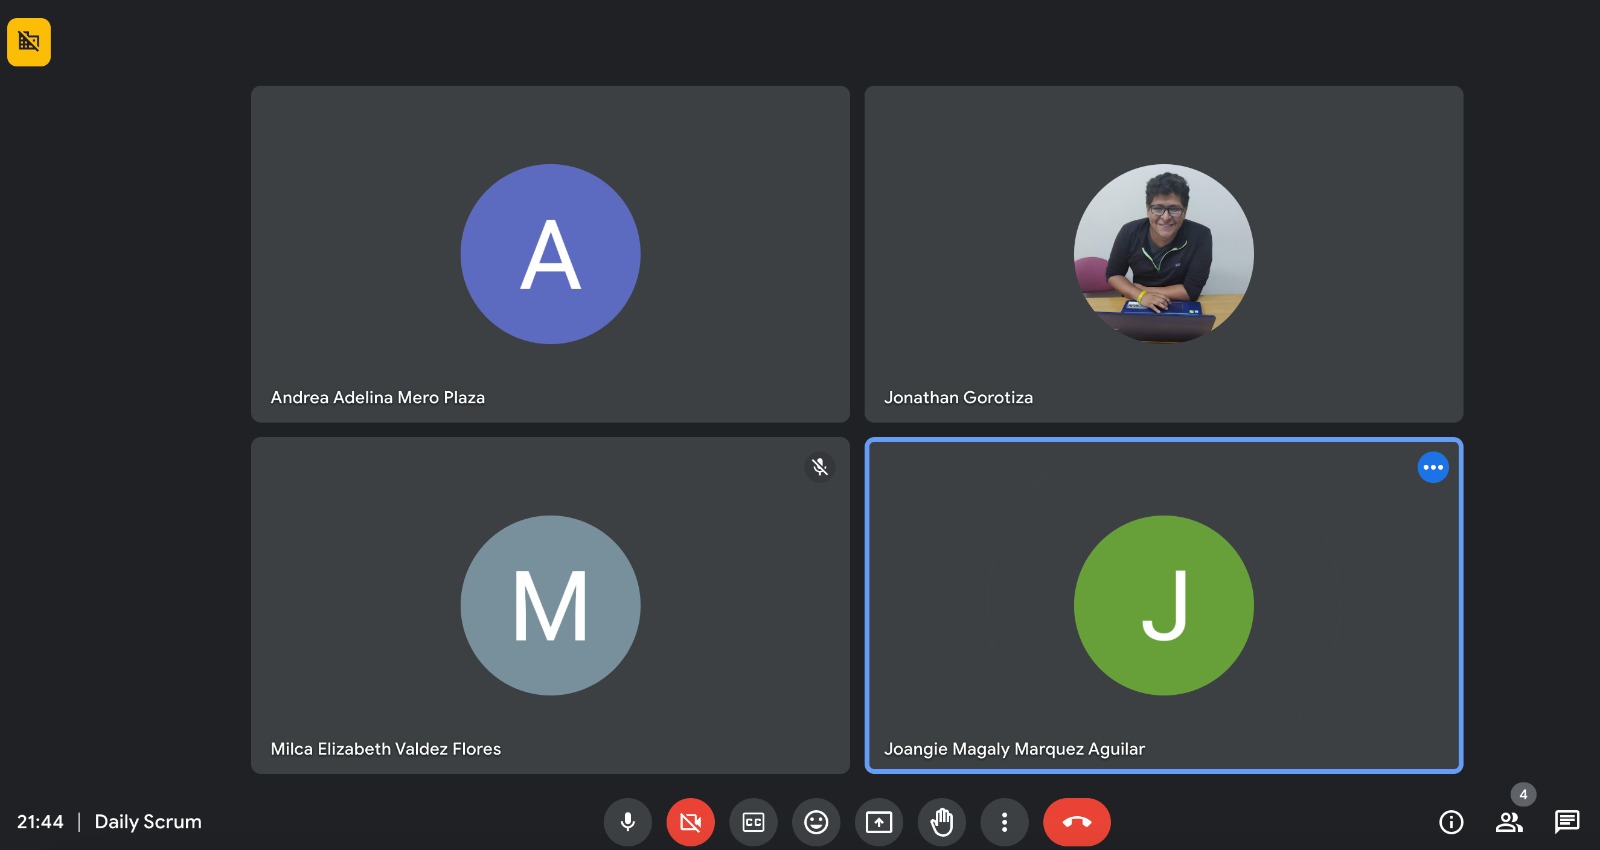 A
Andrea Adelina Mero Plaza
Jonathan Gorotiza
M
Milca Elizabeth Valdez Flores
J
Joangie Magaly Marquez Aguilar
21:44 | Daily Scrum
CC
4